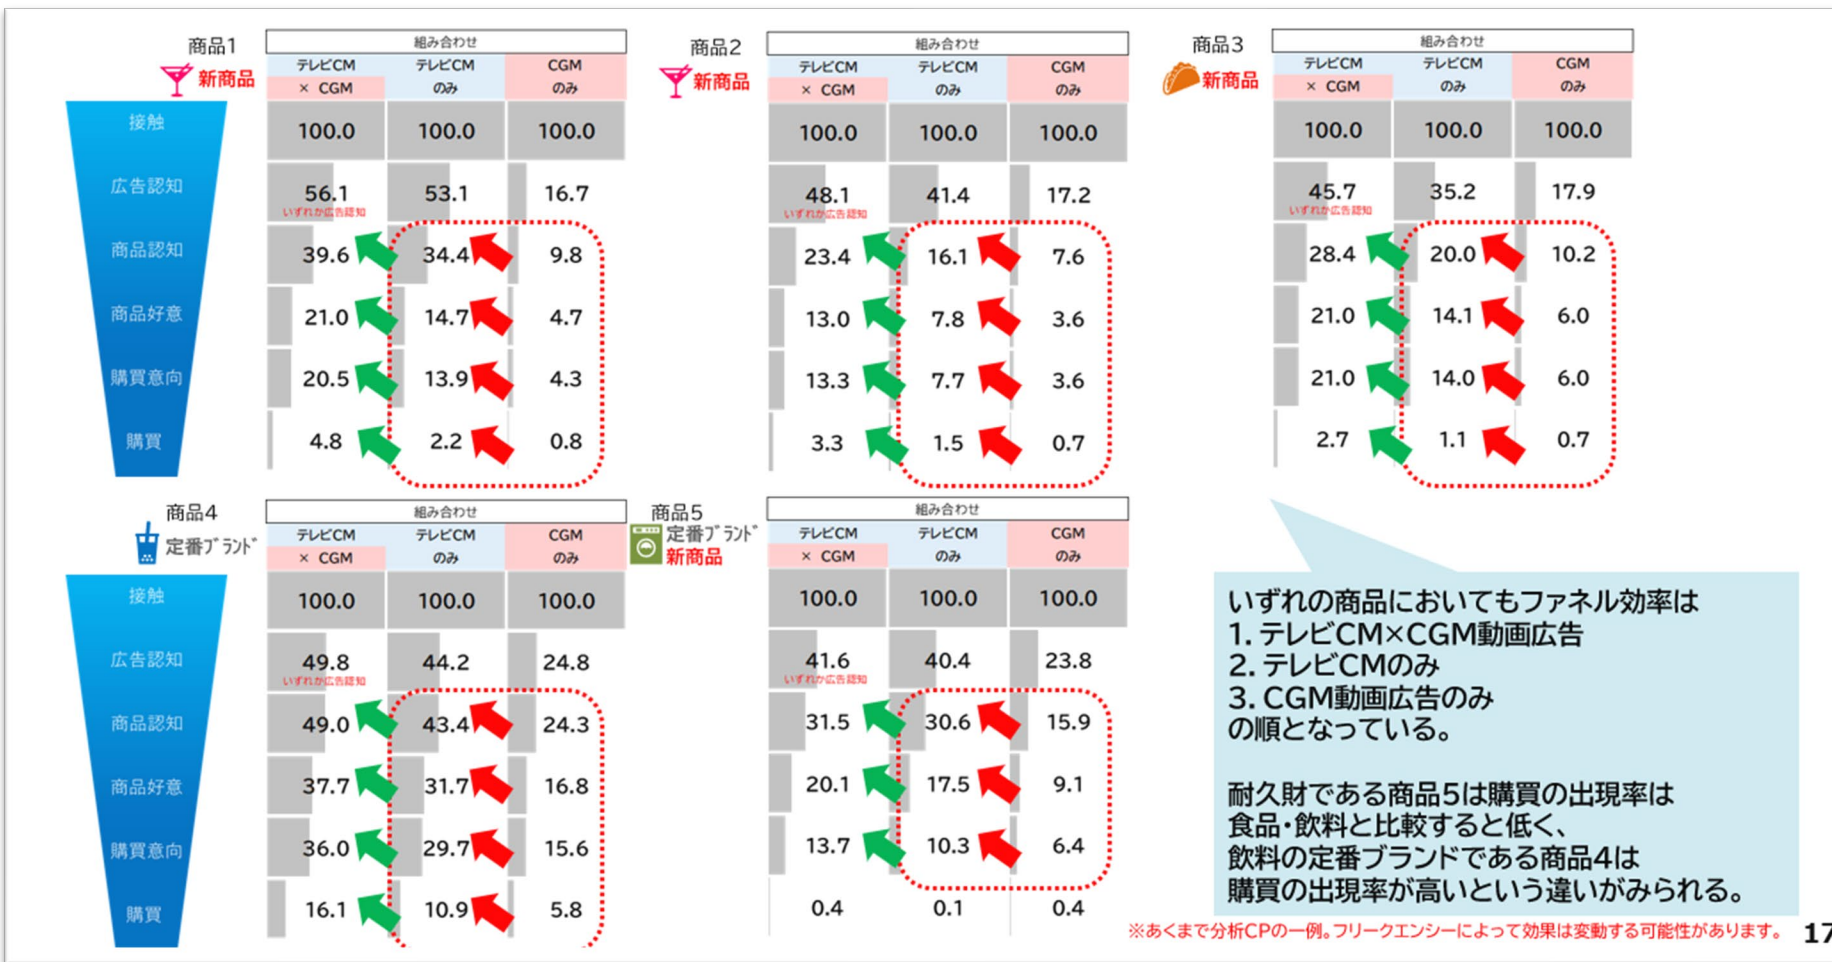 商品1
新商品
組み合わせ
テレビCM
× CGM
テレビCM
のみ
CGM
のみ
接触
100.0 100.0 100.0
広告認知
56.1 53.1 16.7
いずれか広告認知
商品認知
39.6 34.4 9.8
商品好意
21.0 14.7 4.7
購買意向
20.5 13.9 4.3
購買
4.8 2.2 0.8
商品2
新商品
組み合わせ
テレビCM
× CGM
テレビCM
のみ
CGM
のみ
100.0 100.0 100.0
48.1 41.4 17.2
いずれか広告認知
23.4 16.1 7.6
13.0 7.8 3.6
13.3 7.7 3.6
3.3 1.5 0.7
商品3
新商品
組み合わせ
テレビCM
× CGM
テレビCM
のみ
CGM
のみ
100.0 100.0 100.0
45.7 35.2 17.9
いずれか広告認知
28.4 20.0 10.2
21.0 14.1 6.0
21.0 14.0 6.0
2.7 1.1 0.7
商品4
定番ブランド
組み合わせ
テレビCM
× CGM
テレビCM
のみ
CGM
のみ
接触
100.0 100.0 100.0
広告認知
49.8 44.2 24.8
いずれか広告認知
商品認知
49.0 43.4 24.3
商品好意
37.7 31.7 16.8
購買意向
36.0 29.7 15.6
購買
16.1 10.9 5.8
商品5
定番ブランド
新商品
組み合わせ
テレビCM
× CGM
テレビCM
のみ
CGM
のみ
100.0 100.0 100.0
41.6 40.4 23.8
いずれか広告認知
31.5 30.6 15.9
20.1 17.5 9.1
13.7 10.3 6.4
0.4 0.1 0.4
いずれの商品においてもファネル効率は
1. テレビCM×CGM動画広告
2. テレビCMのみ
3. CGM動画広告のみ
の順となっている。
耐久財である商品5は購買の出現率は
食品・飲料と比較すると低く、
飲料の定番ブランドである商品4は
購買の出現率が高いという違いがみられる。
※あくまで分析CPの一例。フリークエンシーによって効果は変動する可能性があります。
17